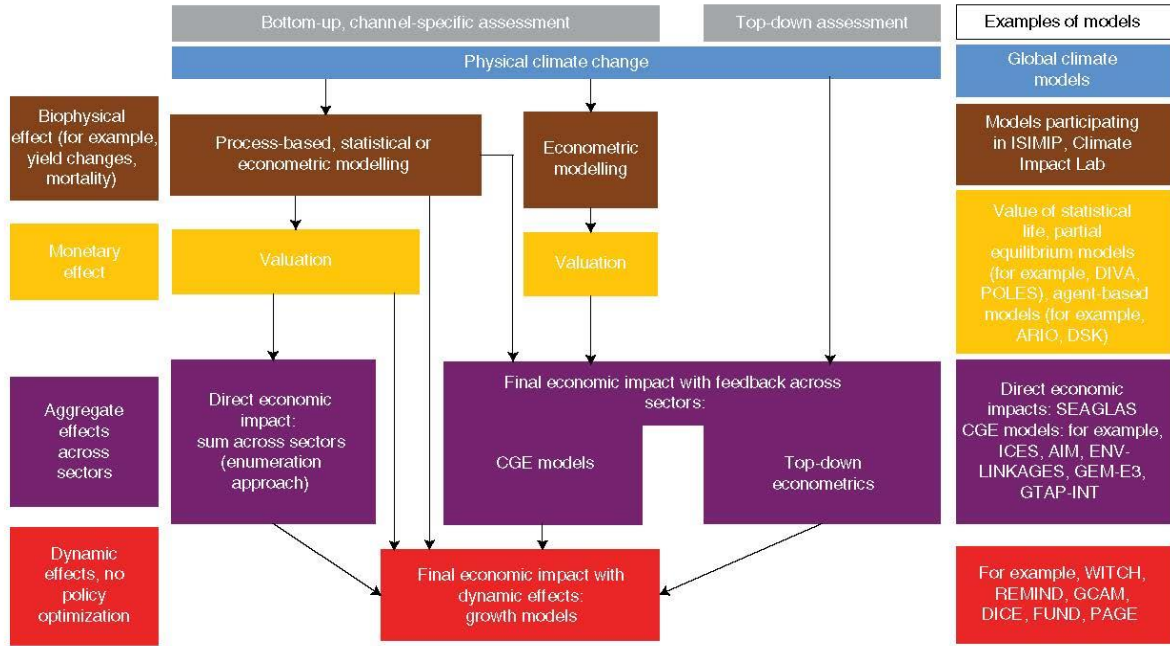 Bottom-up, channel-specific assessment
Top-down assessment
Examples of models
Physical climate change
Global climate
models
Biophysical
effect (for example,
yield changes,
mortality)
Process-based, statistical or
econometric modelling
Econometric
modelling
Models participating
in ISIMIP, Climate
Impact Lab
Monetary
effect
Valuation
Valuation
Value of statistical
life, partial
equilibrium models
(for example, DIVA,
POLES), agent-based
models (for example,
ARIO, DSK)
Aggregate
effects
across
sectors
Direct economic
impact:
sum across sectors
(enumeration
approach)
Final economic impact with feedback across
sectors:
CGE models
Top-down
econometrics
Direct economic
impacts: SEAGLAS
CGE models: for example,
ICES, AIM, ENV-
LINKAGES, GEM-E3,
GTAP-INT
Dynamic
effects, no
policy
optimization
Final economic impact with
dynamic effects:
growth models
For example, WITCH,
REMIND, GCAM,
DICE, FUND, PAGE